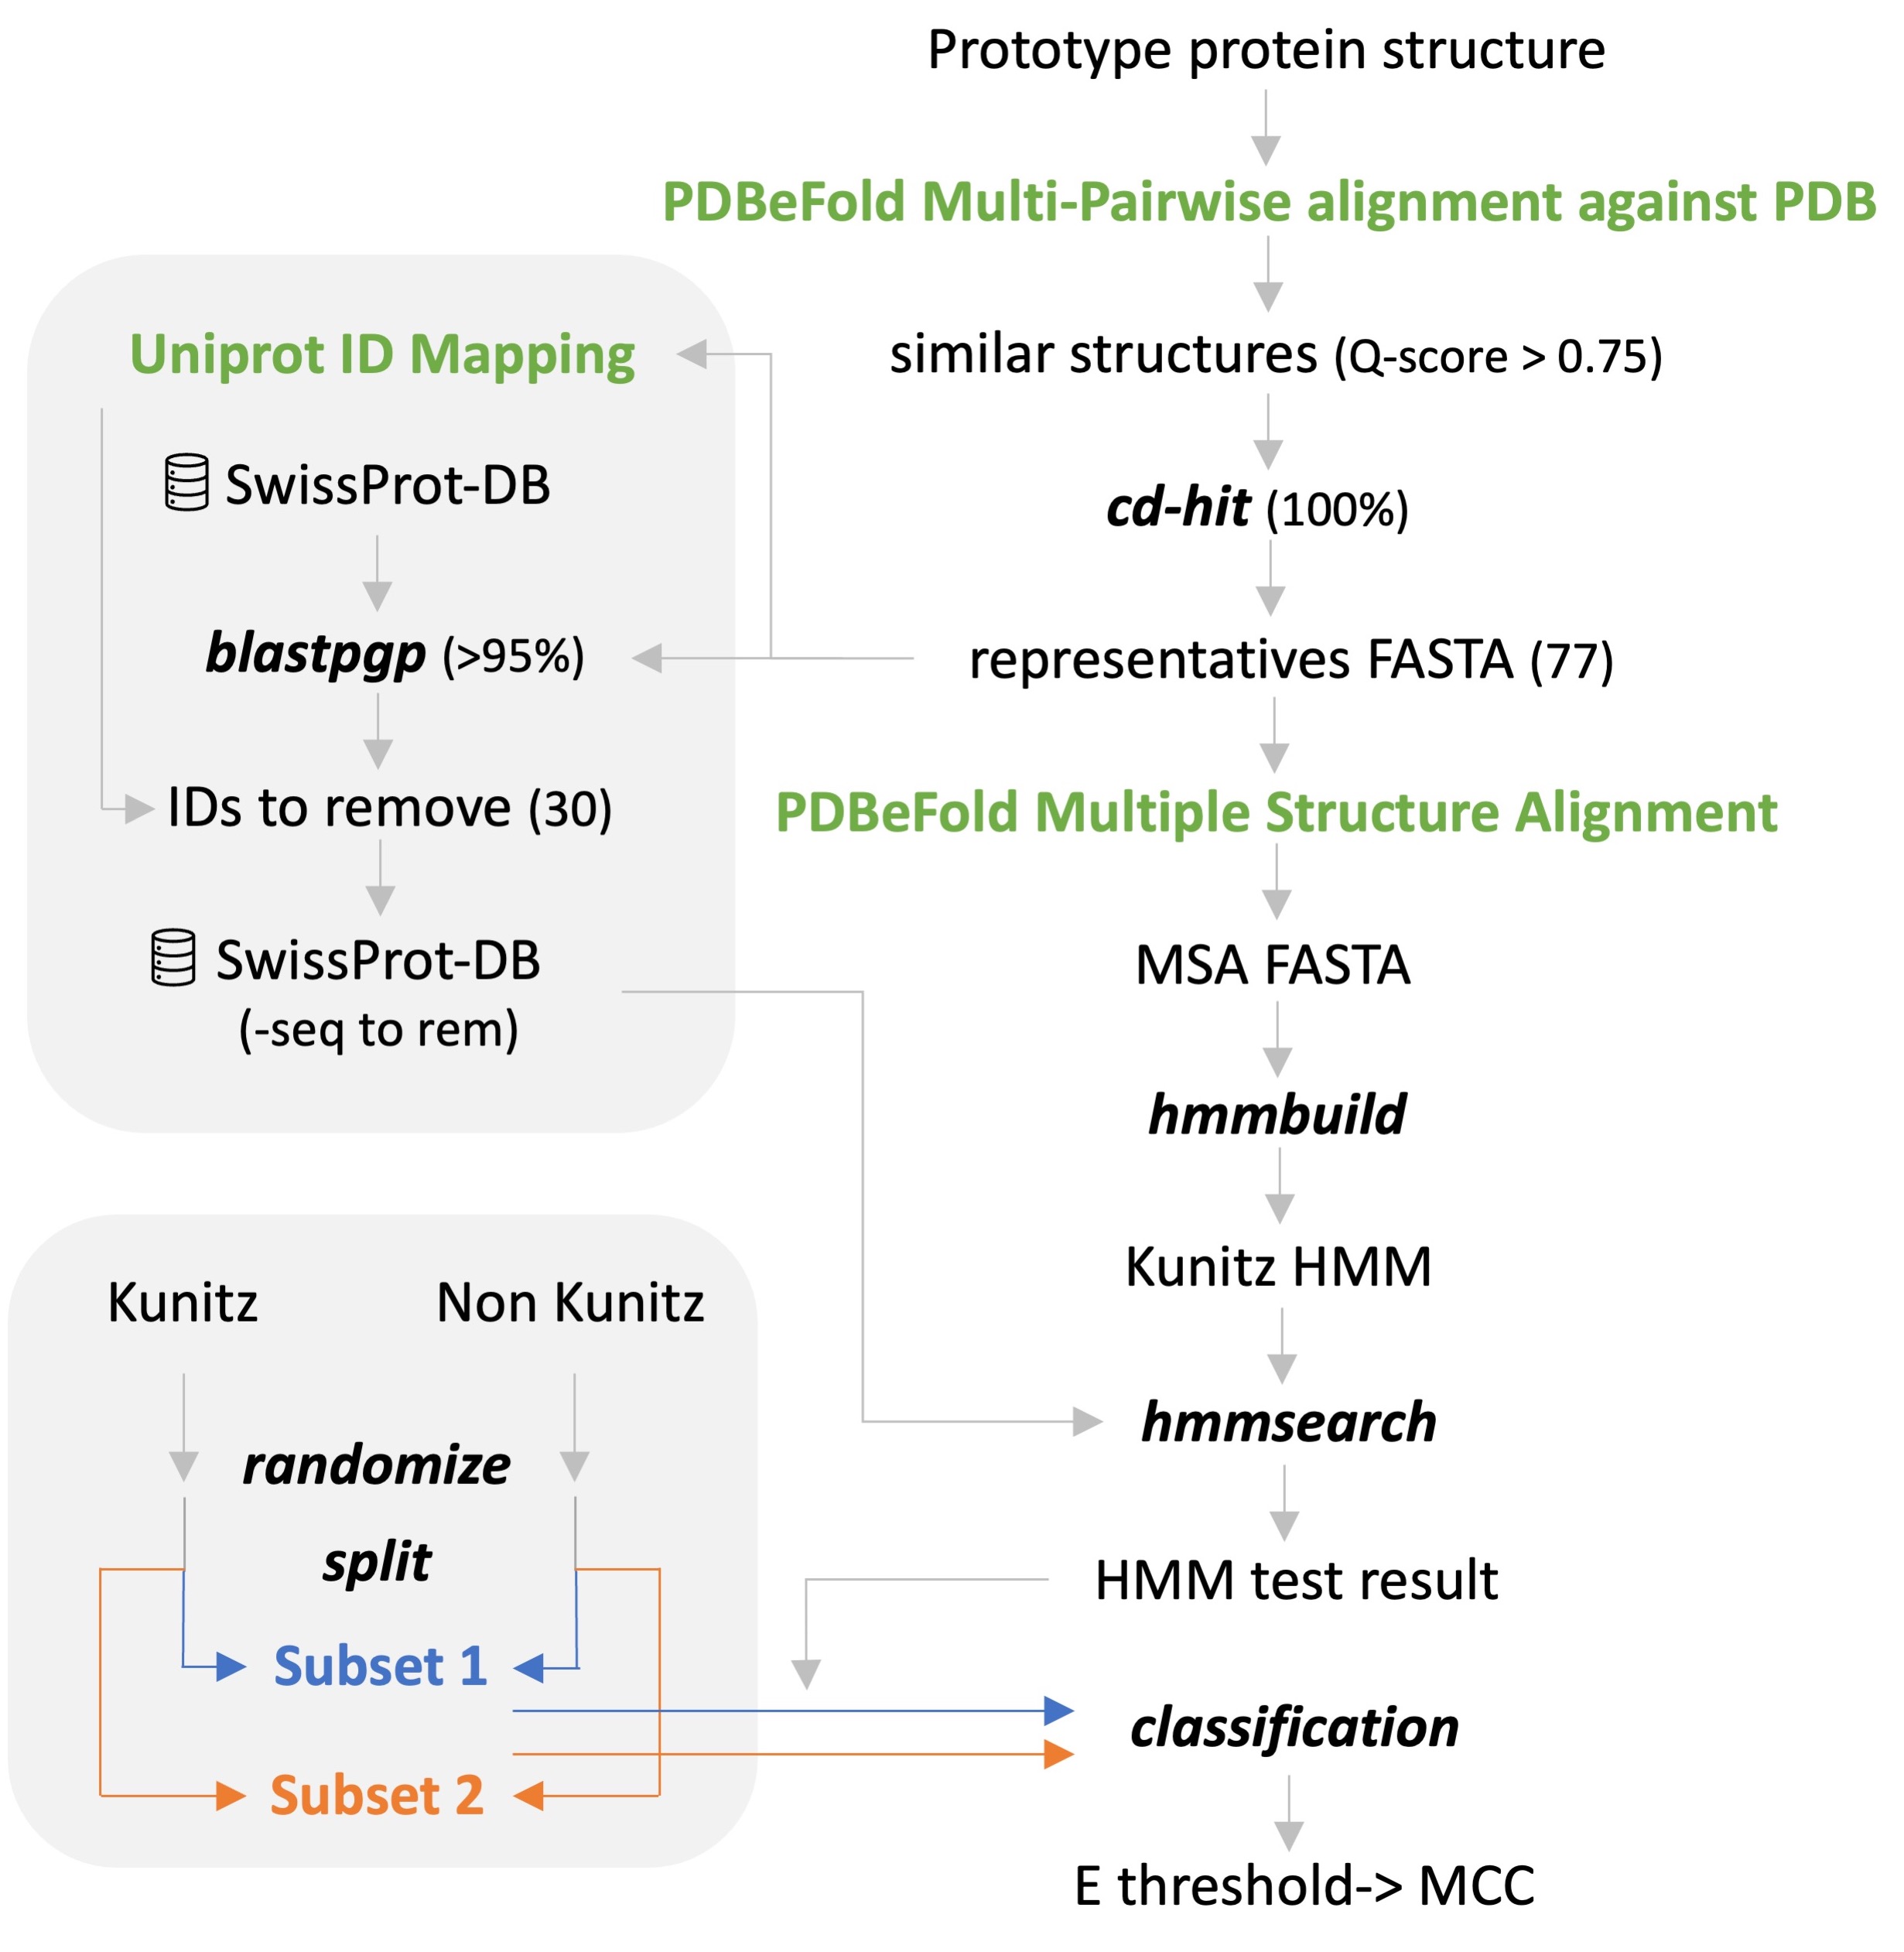 Prototype protein structure
PDBeFold Multi-Pairwise alignment against PDB
similar structures (Q-score > 0.75)
cd-hit (100%)
representatives FASTA (77)
PDBeFold Multiple Structure Alignment
MSA FASTA
hmmbuild
Kunitz HMM
hmmsearch
HMM test result
classification
E threshold-> MCC
Uniprot ID Mapping
SwissProt-DB
blastpgp (>95%)
IDs to remove (30)
SwissProt-DB
(-seq to rem)
Kunitz
Non Kunitz
randomize
split
Subset 1
Subset 2